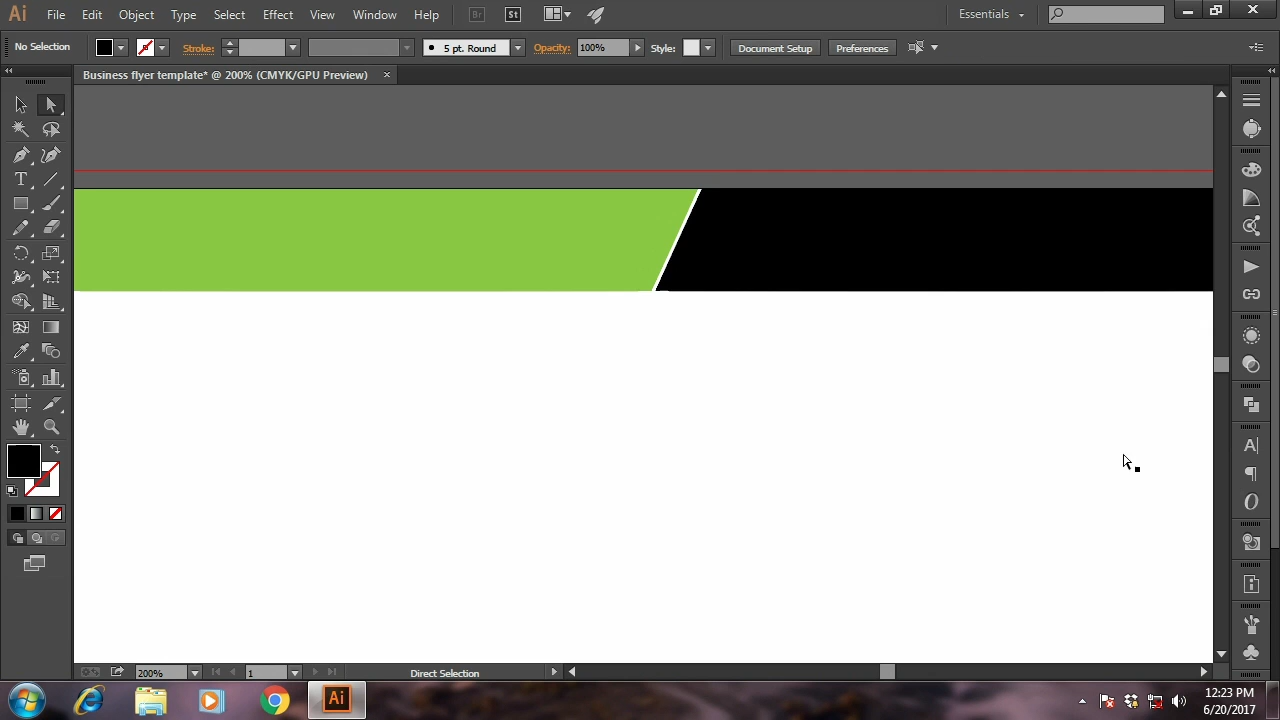 Ai File Edit Object Type Select Effect View Window Help Br St Essentials
No Selection Stroke: 5 pt. Round Opacity: 100% Style: Document Setup Preferences
Business flyer template* @ 200% (CMYK/GPU Preview) ×
T
A
¶
O
200% 1 Direct Selection
Ai
12:23 PM
6/20/2017